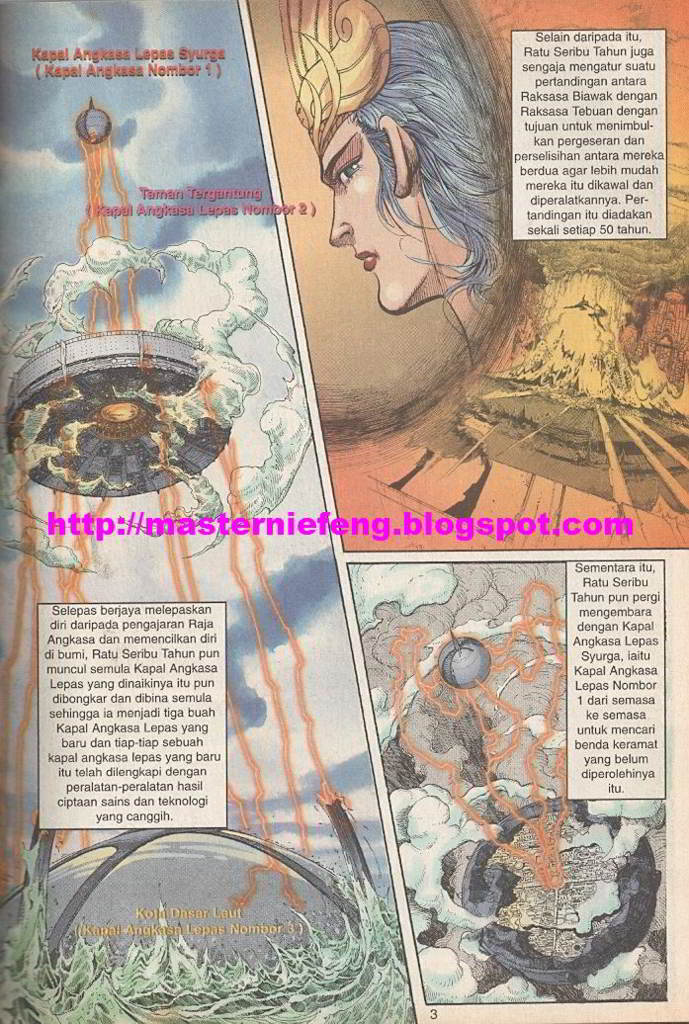 Kapal Angkasa Lepas Syurga
( Kapal Angkasa Nombor 1 )
Taman Tergantung
( Kapal Angkasa Lepas Nombor 2 )
Selepas berjaya melepaskan
diri daripada pengajaran Raja
Angkasa dan memencilkan diri
di bumi, Ratu Seribu Tahun pun
muncul semula Kapal Angkasa
Lepas yang dinaikinya itu pun
dibongkar dan dibina semula
sehingga ia menjadi tiga buah
Kapal Angkasa Lepas yang
baru dan tiap-tiap sebuah
kapal angkasa lepas yang baru
itu telah dilengkapi dengan
peralatan-peralatan hasil
ciptaan sains dan teknologi
yang canggih.
Kota Dasar Laut
( Kapal Angkasa Lepas Nombor 3 )
Selain daripada itu,
Ratu Seribu Tahun juga
sengaja mengatur suatu
pertandingan antara
Raksasa Biawak dengan
Raksasa Tebuan dengan
tujuan untuk menimbul-
kan pergeseran dan
perselisihan antara mereka
berdua agar lebih mudah
mereka itu dikawal dan
diperalatkannya. Per-
tandingan itu diadakan
sekali setiap 50 tahun.
http://masterniefeng.blogspot.com
Sementara itu,
Ratu Seribu
Tahun pun pergi
mengembara
dengan Kapal
Angkasa Lepas
Syurga, iaitu
Kapal Angkasa
Lepas Nombor
1 dari semasa
ke semasa
untuk mencari
benda keramat
yang belum
diperolehinya
itu.
3